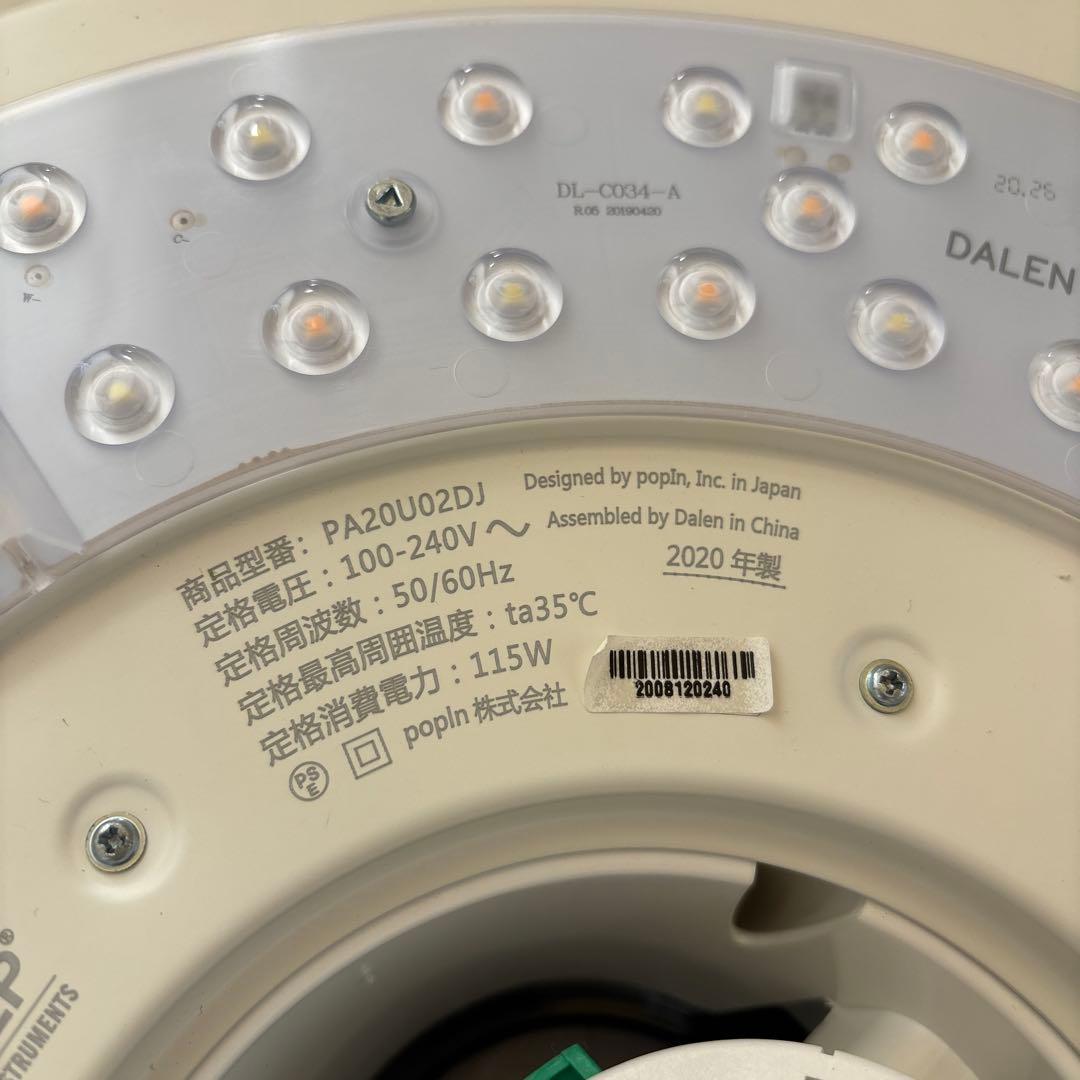 DL-C034-A
R.05 20190420
20.26
DALEN
C-
W-
商品型番：PA20U02DJ
定格電圧：100-240V～
定格周波数：50/60Hz
定格最高周囲温度：ta35℃
定格消費電力：115W
PSE popIn 株式会社
Designed by popIn, Inc. in Japan
Assembled by Dalen in China
2020 年製
2008120240